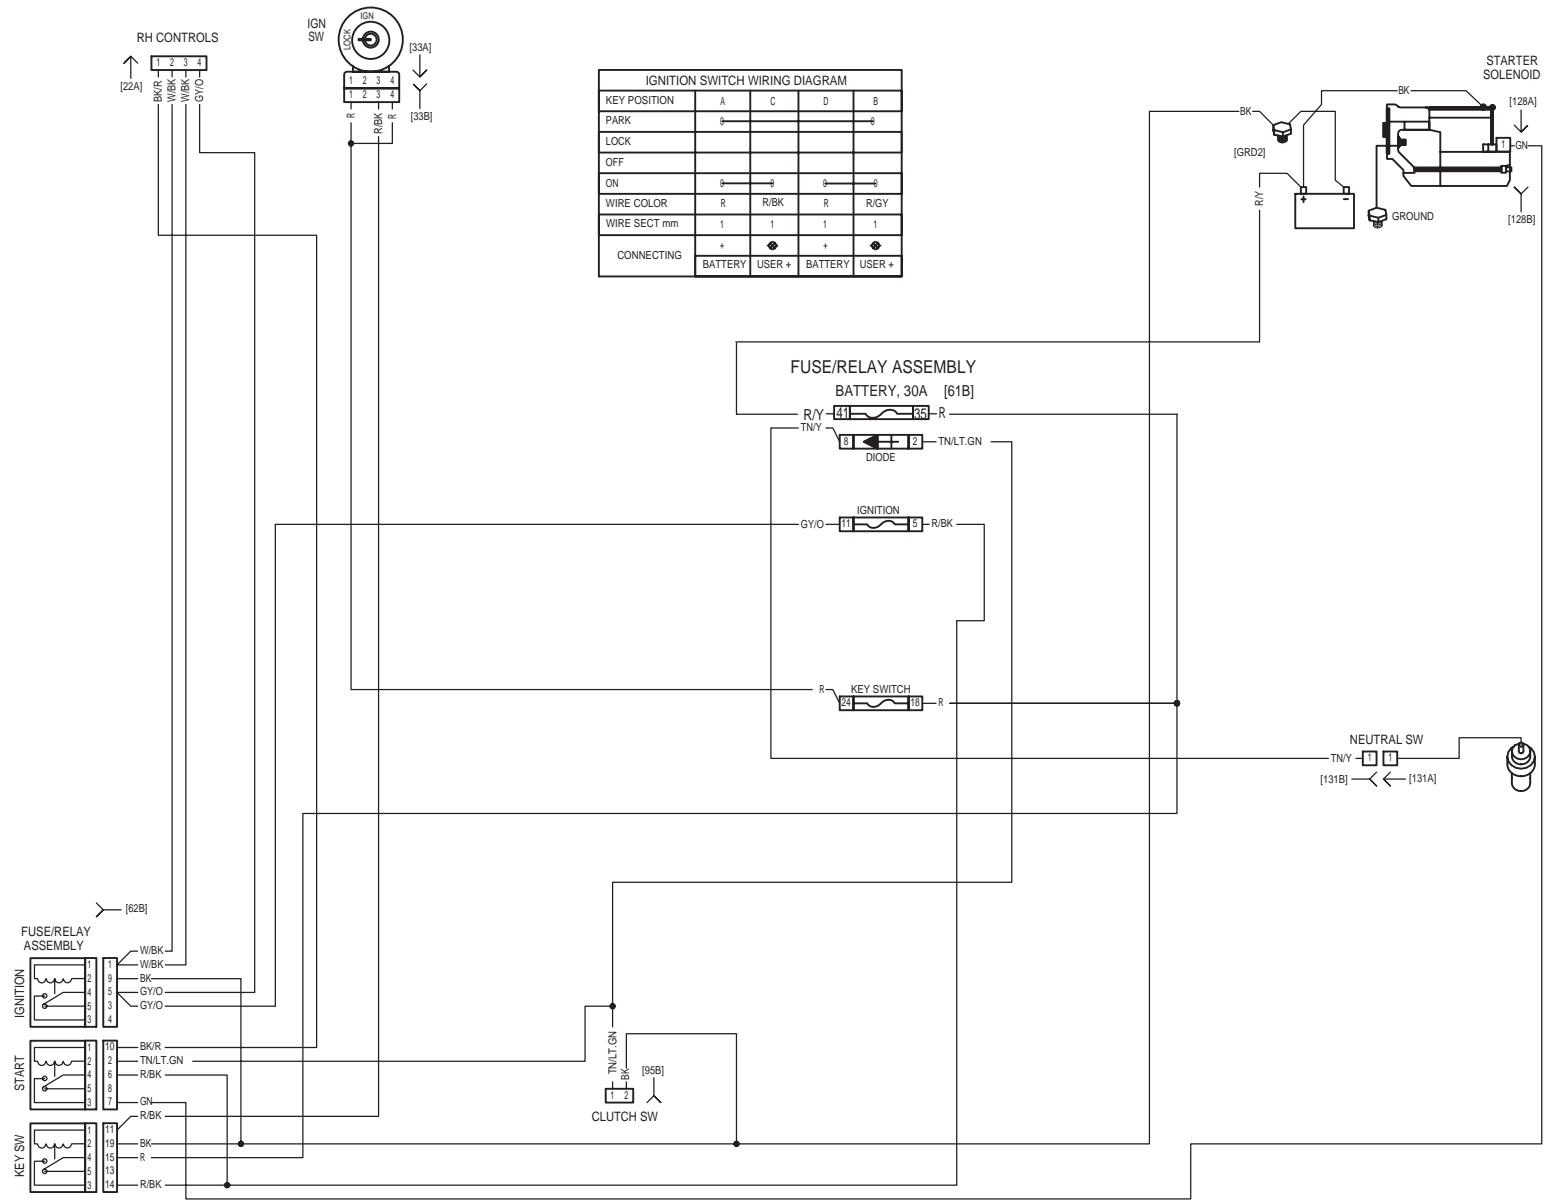 RH CONTROLS
1 2 3 4
[22A]
BK/R
W/BK
W/BK
GY/O
IGN
SW
IGN
LOCK
[33A]
1 2 3 4
1 2 3 4
[33B]
R
R/BK
R
IGNITION SWITCH WIRING DIAGRAM
KEY POSITION A C D B
PARK
LOCK
OFF
ON
WIRE COLOR R R/BK R R/GY
WIRE SECT mm 1 1 1 1
CONNECTING + +
BATTERY USER + BATTERY USER +
STARTER
SOLENOID
BK
[128A]
BK
[GRD2]
1 GN
R/Y
+ -
GROUND
[128B]
FUSE/RELAY ASSEMBLY
BATTERY, 30A [61B]
R/Y 41 35 R
TN/Y
8 2 TN/LT.GN
DIODE
IGNITION
GY/O 11 5 R/BK
R KEY SWITCH
24 18 R
NEUTRAL SW
TN/Y 1 1
[131B] [131A]
[62B]
FUSE/RELAY
ASSEMBLY
IGNITION
W/BK
1 1 W/BK
2 9 BK
4 5 GY/O
5 3 GY/O
3 4
START
1 10 BK/R
2 2 TN/LT.GN
4 6 R/BK
5 8
3 7 GN
KEY SW
R/BK
1 11
2 19 BK
4 15 R
5 13
3 14 R/BK
TN/LT.GN
BK
[95B]
1 2
CLUTCH SW